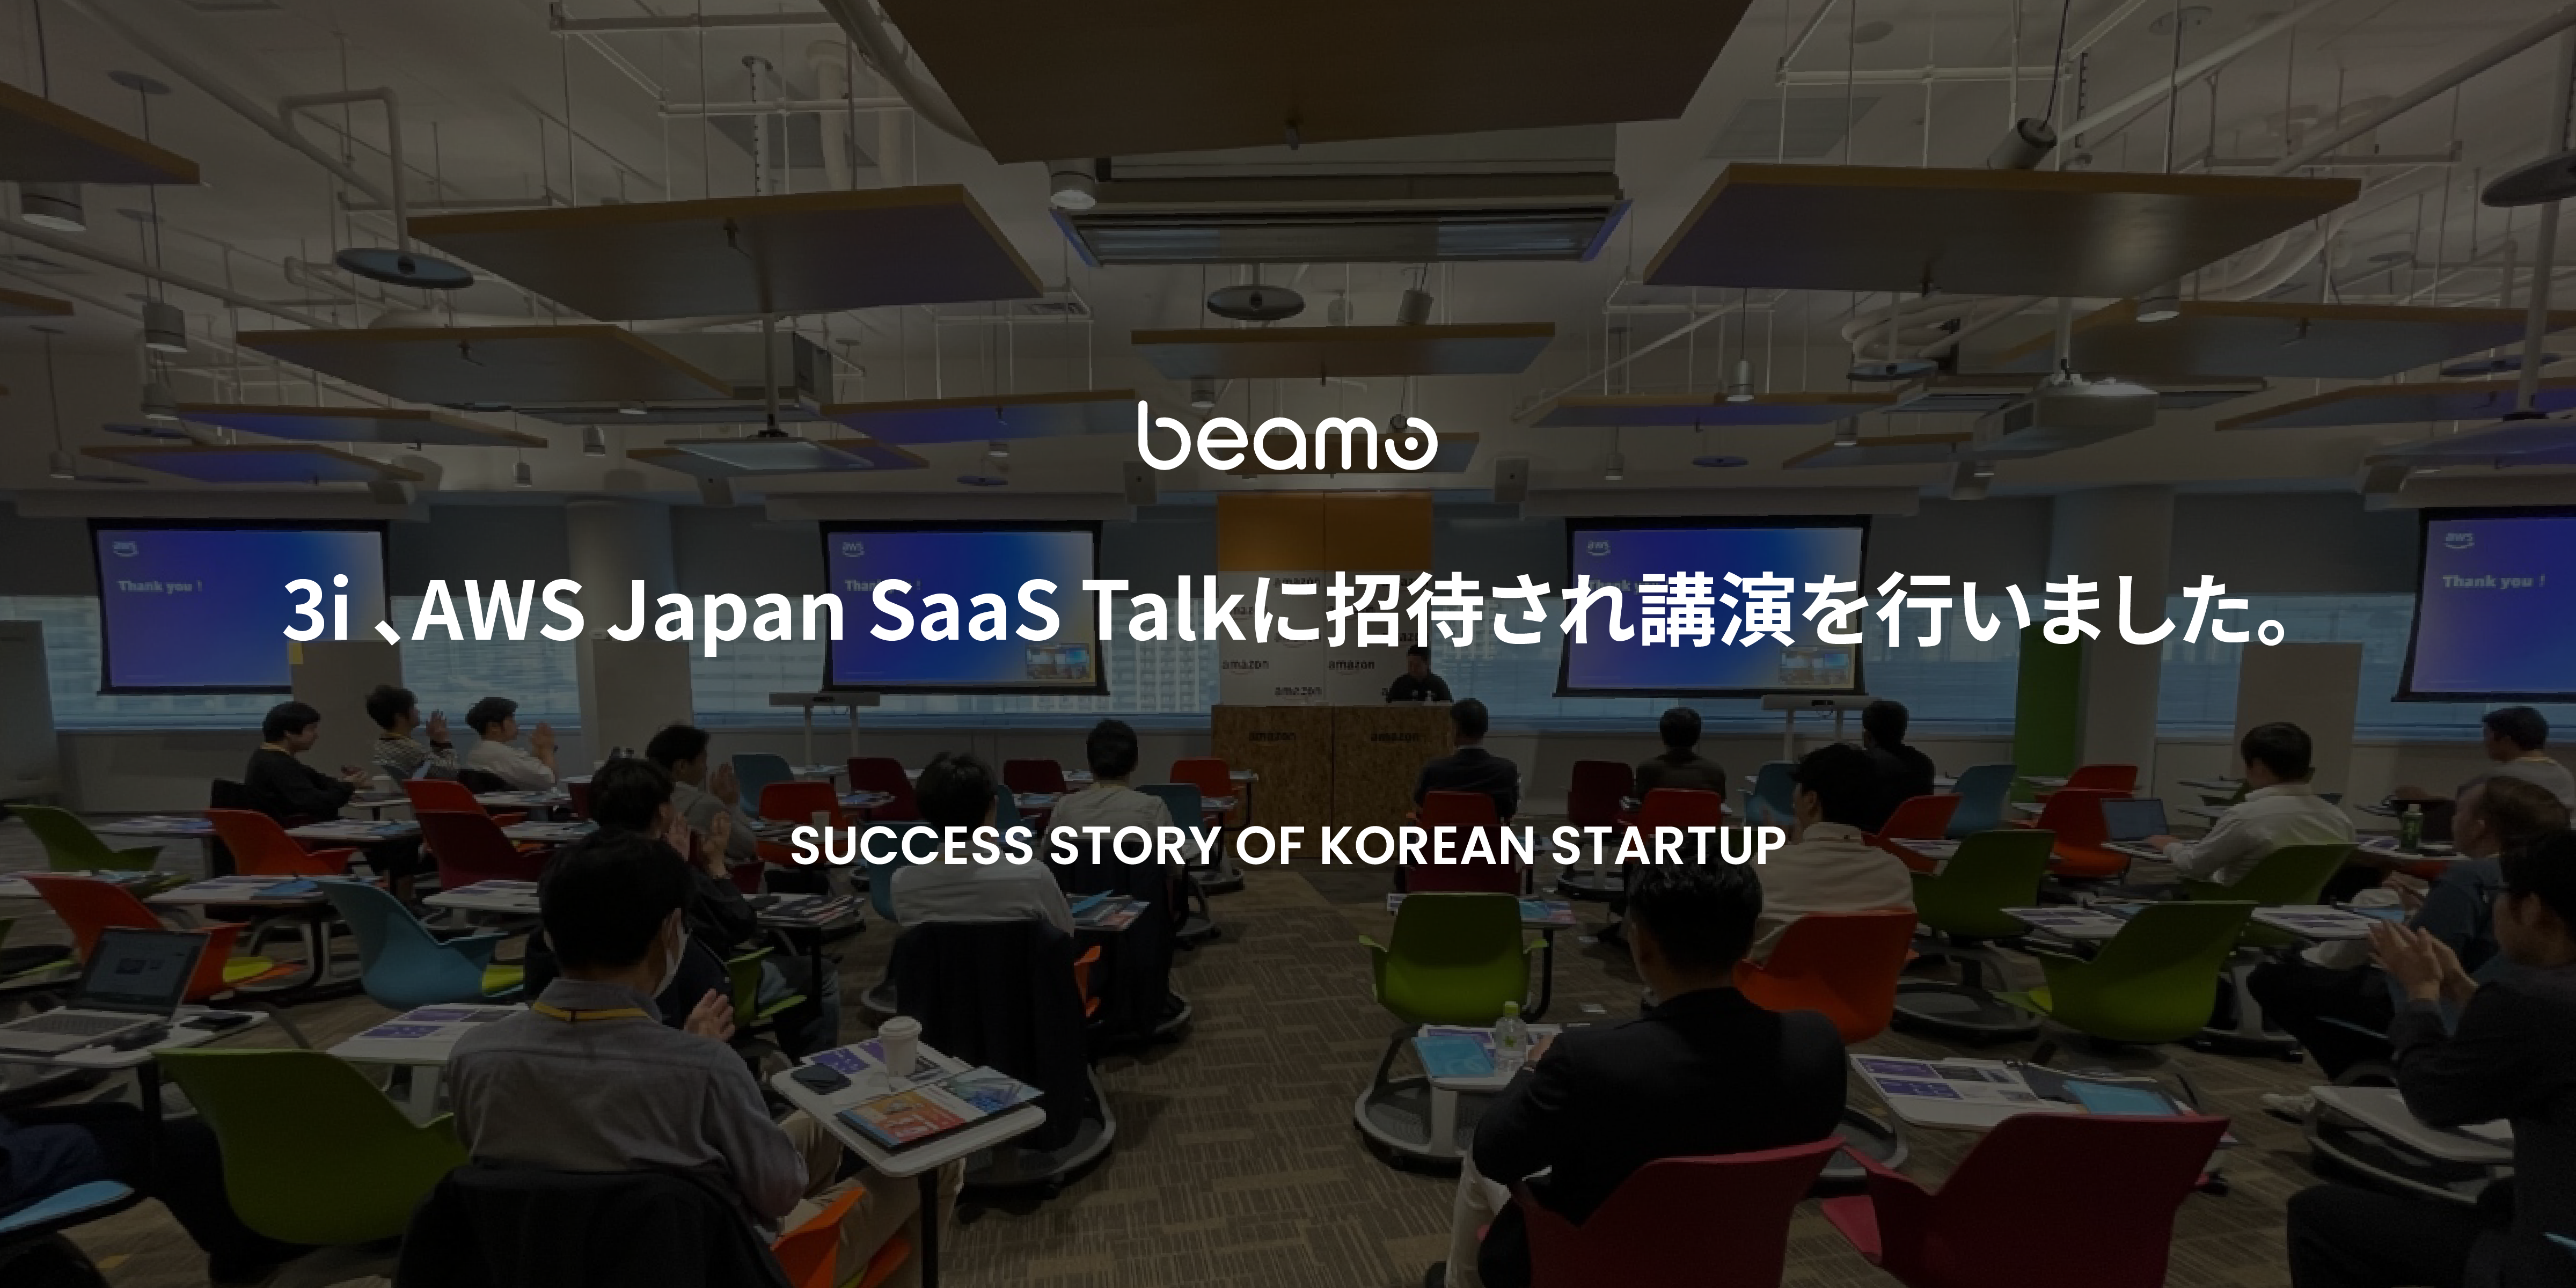 beamo
aws
Thank you !
aws
aws
aws
Thank you !
3i 、AWS Japan SaaS Talkに招待され講演を行いました。
amazon
amazon
amazon
amazon
amazon
SUCCESS STORY OF KOREAN STARTUP